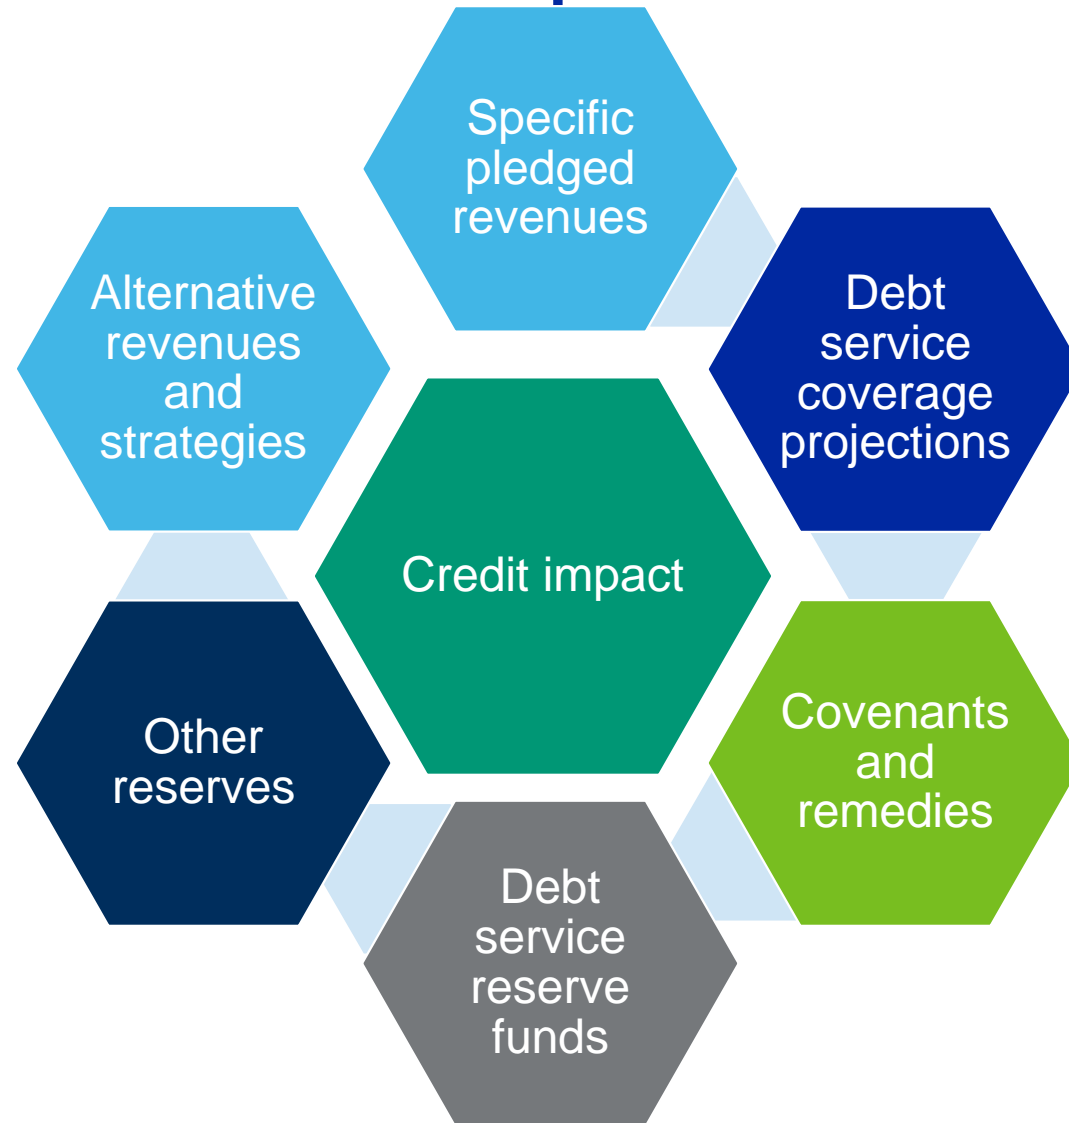 Specific
pledged
revenues
Debt
service
coverage
projections
Covenants
and
remedies
Debt
service
reserve
funds
Other
reserves
Alternative
revenues
and
strategies
Credit impact